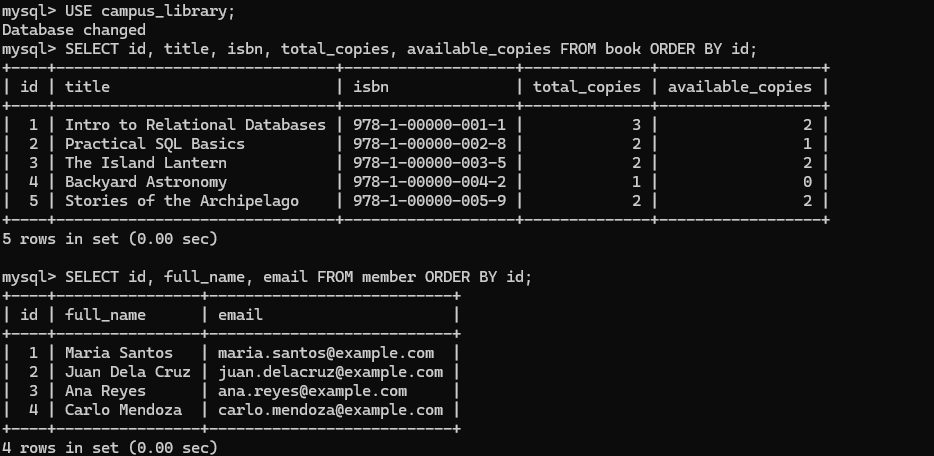 mysql> USE campus_library;
Database changed
mysql> SELECT id, title, isbn, total_copies, available_copies FROM book ORDER BY id;
+----+-------------------------------+-------------------+--------------+------------------+
| id | title                         | isbn              | total_copies | available_copies |
+----+-------------------------------+-------------------+--------------+------------------+
|  1 | Intro to Relational Databases | 978-1-00000-001-1 |            3 |                2 |
|  2 | Practical SQL Basics          | 978-1-00000-002-8 |            2 |                1 |
|  3 | The Island Lantern            | 978-1-00000-003-5 |            2 |                2 |
|  4 | Backyard Astronomy            | 978-1-00000-004-2 |            1 |                0 |
|  5 | Stories of the Archipelago    | 978-1-00000-005-9 |            2 |                2 |
+----+-------------------------------+-------------------+--------------+------------------+
5 rows in set (0.00 sec)

mysql> SELECT id, full_name, email FROM member ORDER BY id;
+----+----------------+---------------------------+
| id | full_name      | email                     |
+----+----------------+---------------------------+
|  1 | Maria Santos   | maria.santos@example.com  |
|  2 | Juan Dela Cruz | juan.delacruz@example.com |
|  3 | Ana Reyes      | ana.reyes@example.com     |
|  4 | Carlo Mendoza  | carlo.mendoza@example.com |
+----+----------------+---------------------------+
4 rows in set (0.00 sec)